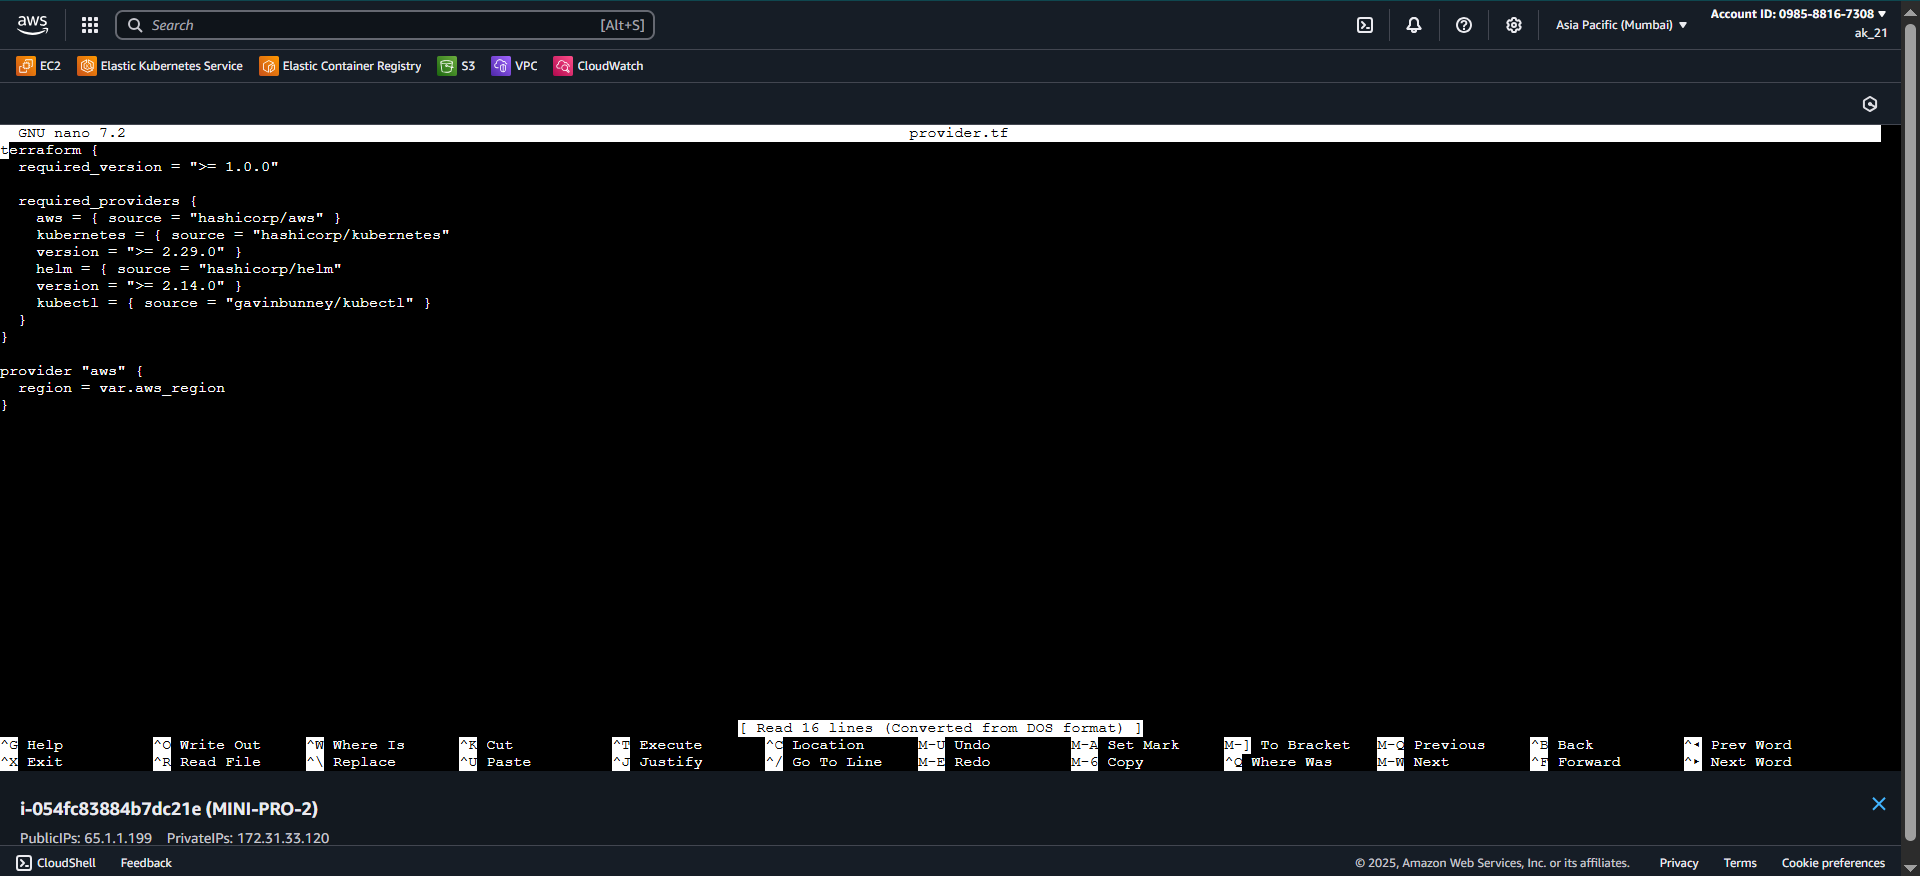 aws
Search [Alt+S]
Asia Pacific (Mumbai) ▼
Account ID: 0985-8816-7308 ▼
ak_21
EC2 Elastic Kubernetes Service Elastic Container Registry S3 VPC CloudWatch
GNU nano 7.2 provider.tf
terraform {
  required_version = ">= 1.0.0"

  required_providers {
    aws = { source = "hashicorp/aws" }
    kubernetes = { source = "hashicorp/kubernetes"
    version = ">= 2.29.0" }
    helm = { source = "hashicorp/helm"
    version = ">= 2.14.0" }
    kubectl = { source = "gavinbunney/kubectl" }
  }
}

provider "aws" {
  region = var.aws_region
}
[ Read 16 lines (Converted from DOS format) ]
^G Help ^O Write Out ^W Where Is ^K Cut ^T Execute ^C Location M-U Undo M-A Set Mark M-] To Bracket M-Q Previous ^B Back ^◂ Prev Word
^X Exit ^R Read File ^\ Replace ^U Paste ^J Justify ^/ Go To Line M-E Redo M-6 Copy ^Q Where Was M-W Next ^F Forward ^▸ Next Word
i-054fc83884b7dc21e (MINI-PRO-2)
PublicIPs: 65.1.1.199 PrivateIPs: 172.31.33.120
CloudShell Feedback © 2025, Amazon Web Services, Inc. or its affiliates. Privacy Terms Cookie preferences